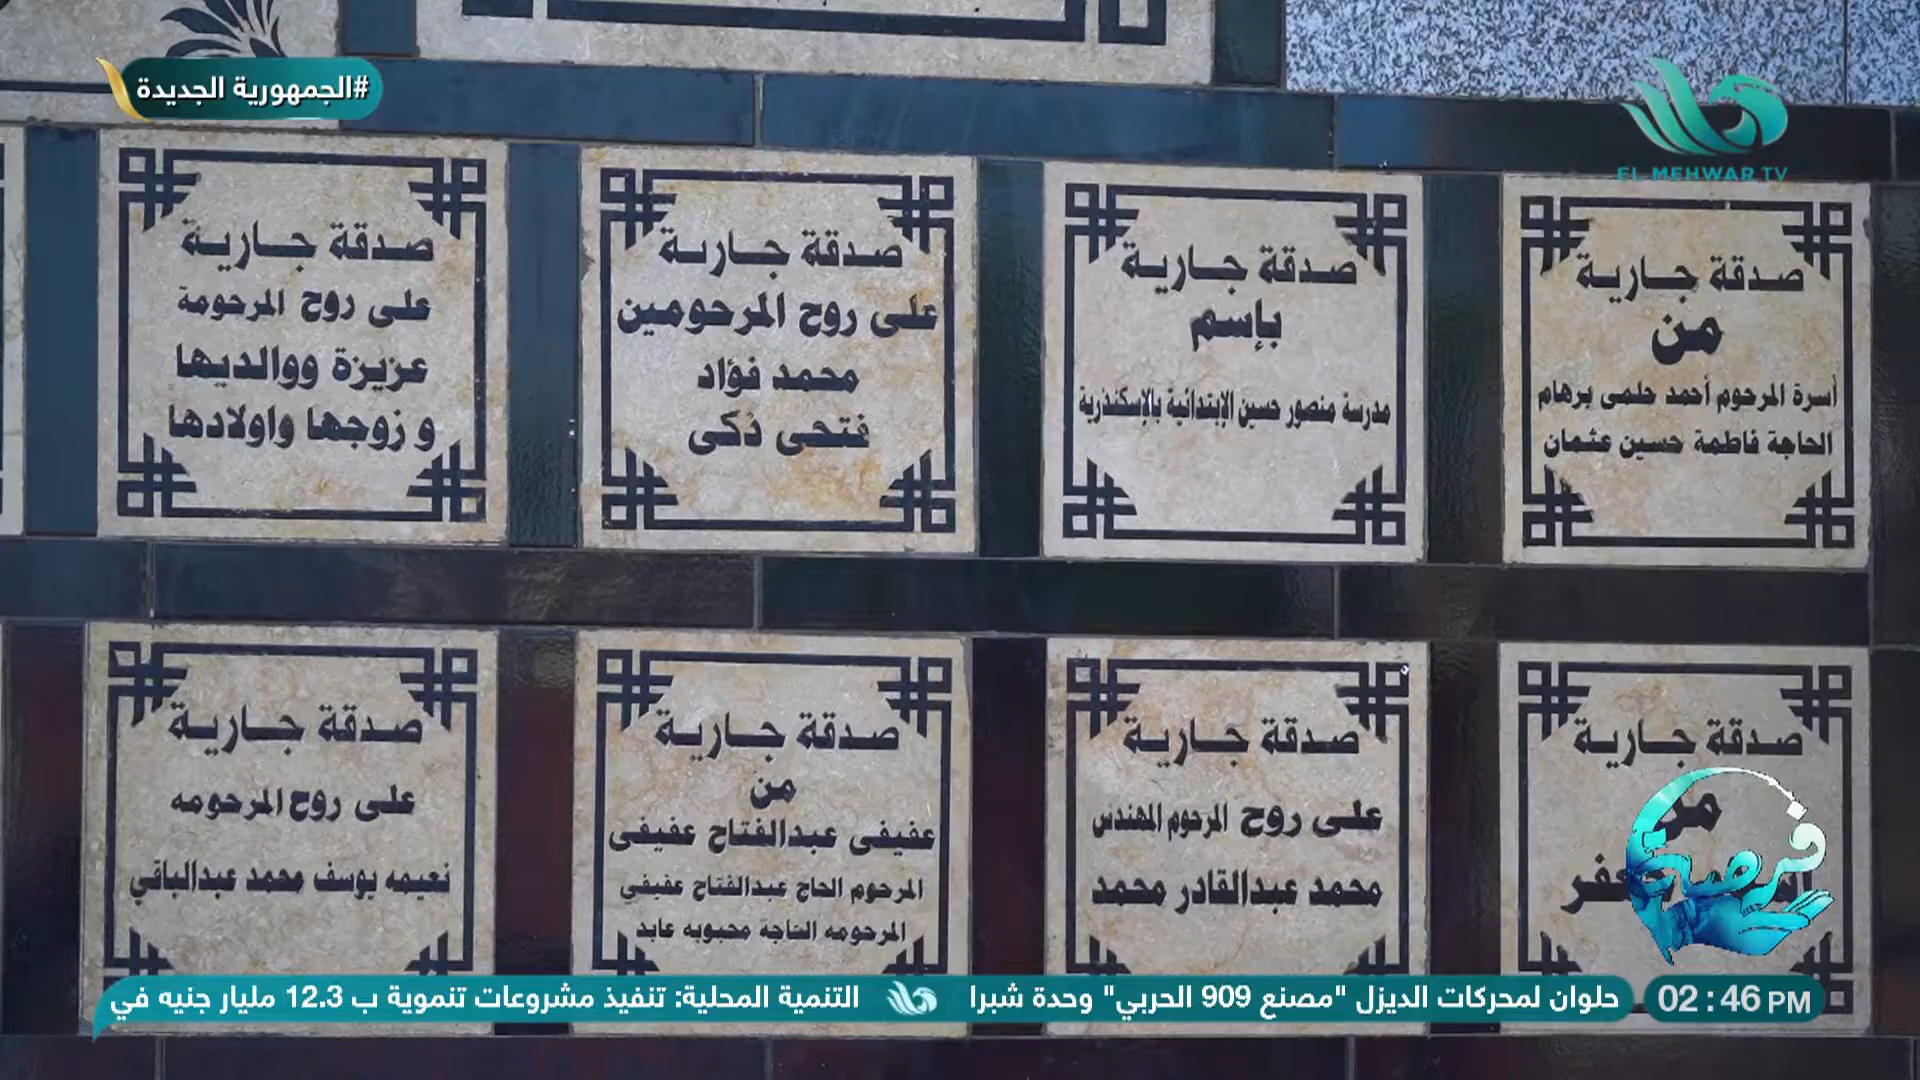 #الجمهورية الجديدة
EL-MEHWAR TV
صدقة جارية
من
أسرة المرحوم أحمد حلمى برهام
الحاجة فاطمة حسين عثمان
صدقة جارية
بإسم
مدرسة منصور حسين الإبتدائية بالإسكندرية
صدقة جارية
على روح المرحومين
محمد فؤاد
فتحى ذكى
صدقة جارية
على روح المرحومة
عزيزة ووالديها
و زوجها واولادها
صدقة جارية
من
صدقة جارية
على روح المرحوم المهندس
محمد عبدالقادر محمد
صدقة جارية
من
عفيفى عبدالفتاح عفيفى
المرحوم الحاج عبدالفتاح عفيفي
المرحومه الحاجة محبوبه عابد
صدقة جارية
على روح المرحومه
نعيمه يوسف محمد عبدالباقي
فرصة
02:46 PM
حلوان لمحركات الديزل "مصنع 909 الحربي" وحدة شبرا
التنمية المحلية: تنفيذ مشروعات تنموية ب 12.3 مليار جنيه في